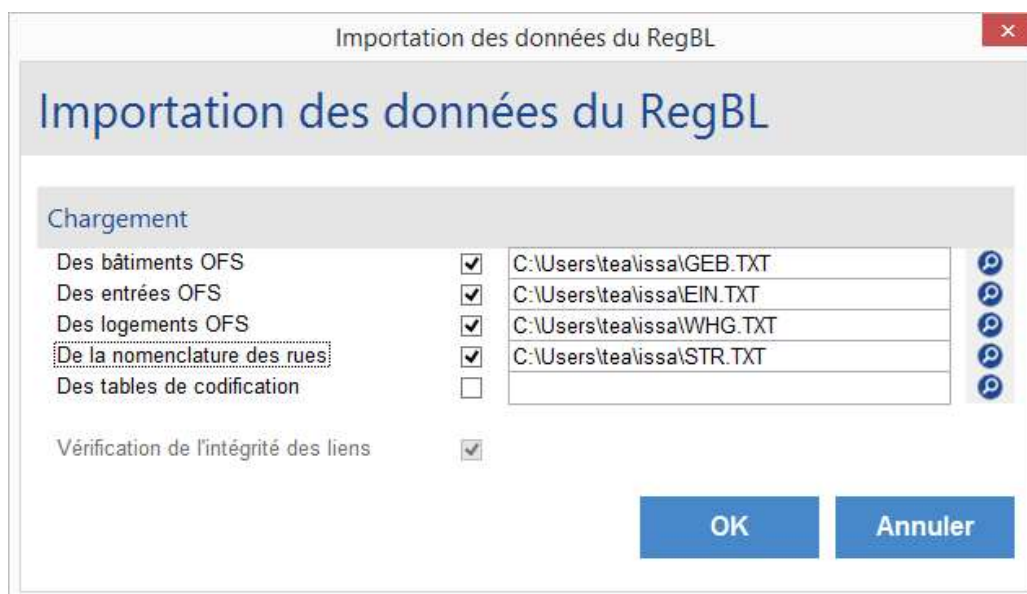 Importation des données du RegBL
Importation des données du RegBL
Chargement
Des bâtiments OFS C:\Users\tea\issa\GEB.TXT
Des entrées OFS C:\Users\tea\issa\EIN.TXT
Des logements OFS C:\Users\tea\issa\WHG.TXT
De la nomenclature des rues C:\Users\tea\issa\STR.TXT
Des tables de codification
Vérification de l'intégrité des liens
OK Annuler